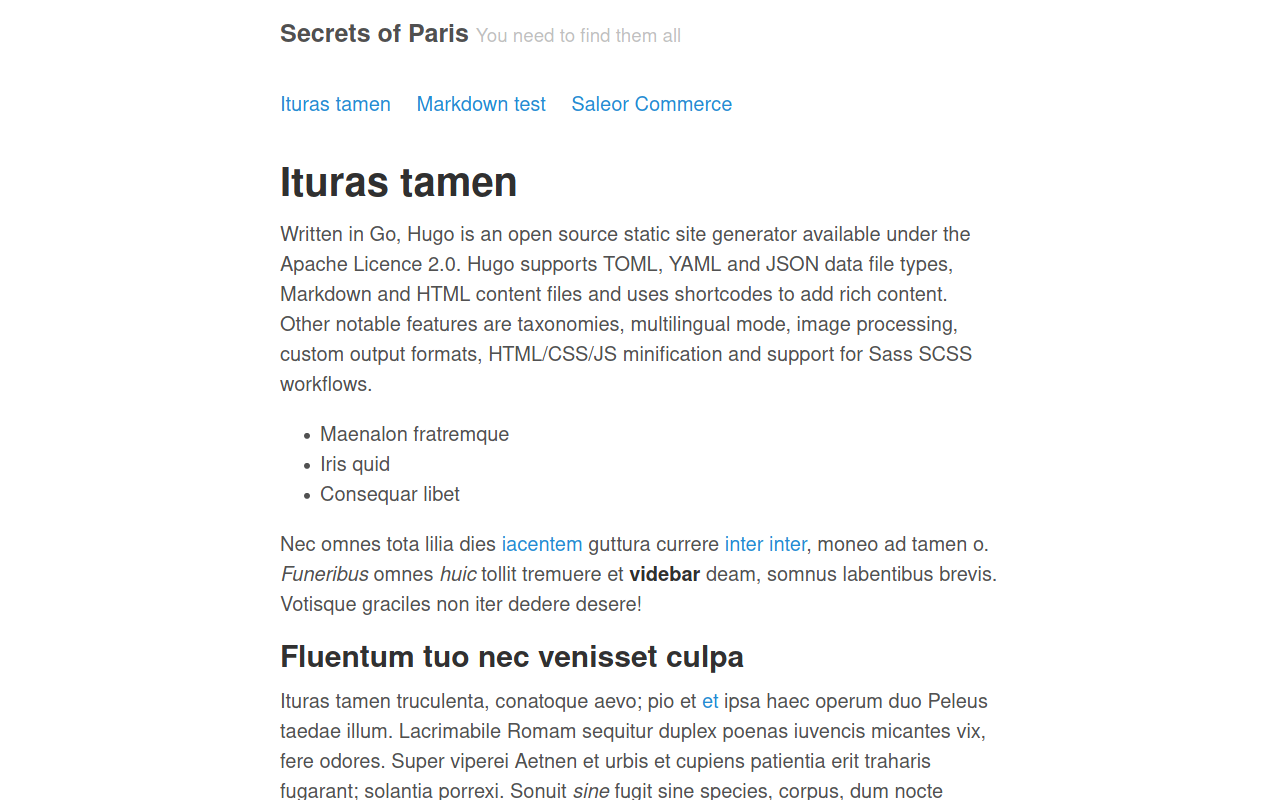 Secrets of Paris You need to find them all
Ituras tamen Markdown test Saleor Commerce
Ituras tamen
Written in Go, Hugo is an open source static site generator available under the
Apache Licence 2.0. Hugo supports TOML, YAML and JSON data file types,
Markdown and HTML content files and uses shortcodes to add rich content.
Other notable features are taxonomies, multilingual mode, image processing,
custom output formats, HTML/CSS/JS minification and support for Sass SCSS
workflows.
• Maenalon fratremque
• Iris quid
• Consequar libet
Nec omnes tota lilia dies iacentem guttura currere inter inter, moneo ad tamen o.
Funeribus omnes huic tollit tremuere et videbar deam, somnus labentibus brevis.
Votisque graciles non iter dedere desere!
Fluentum tuo nec venisset culpa
Ituras tamen truculenta, conatoque aevo; pio et et ipsa haec operum duo Peleus
taedae illum. Lacrimabile Romam sequitur duplex poenas iuvencis micantes vix,
fere odores. Super viperei Aetnen et urbis et cupiens patientia erit traharis
fugarant; solantia porrexi. Sonuit sine fugit sine species, corpus, dum nocte